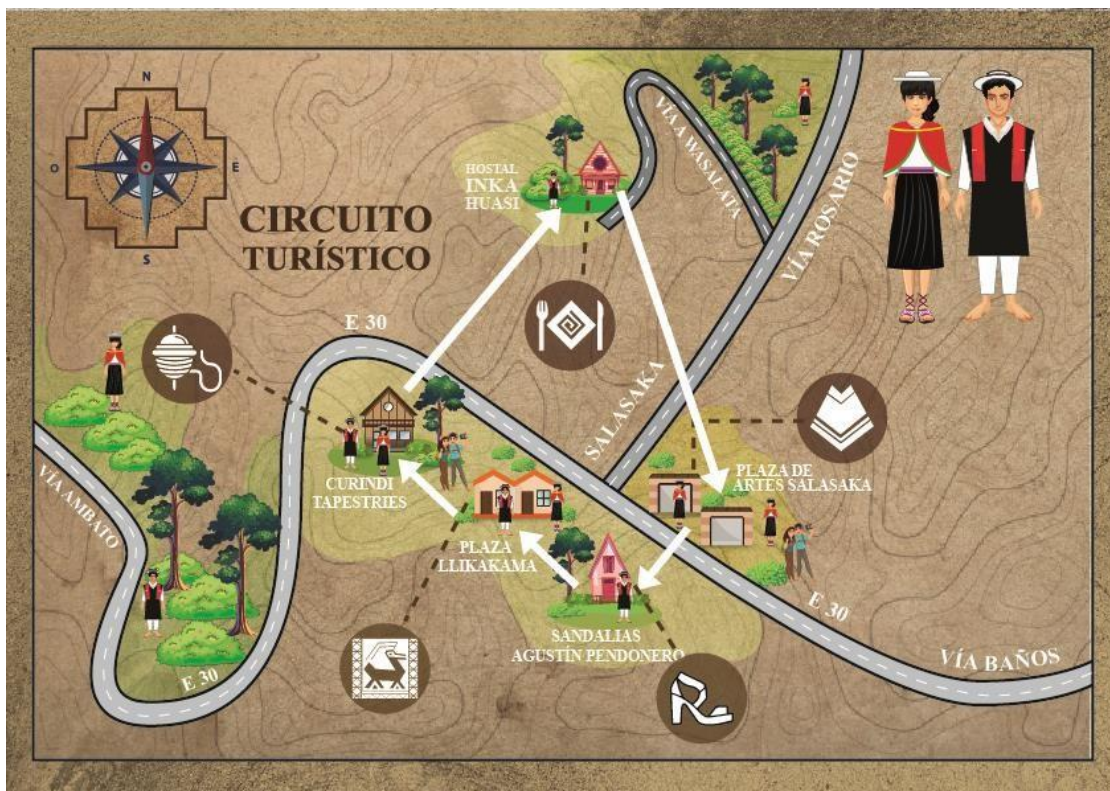 N
O
E
S
CIRCUITO
TURÍSTICO
HOSTAL
INKA
HUASI
VÍA A WASALATA
VÍA ROSARIO
E 30
SALASAKA
CURINDI
TAPESTRIES
PLAZA DE
ARTES SALASAKA
VÍA AMBATO
PLAZA
LLIKAKAMA
SANDALIAS
AGUSTÍN PENDONERO
E 30
E 30
VÍA BAÑOS